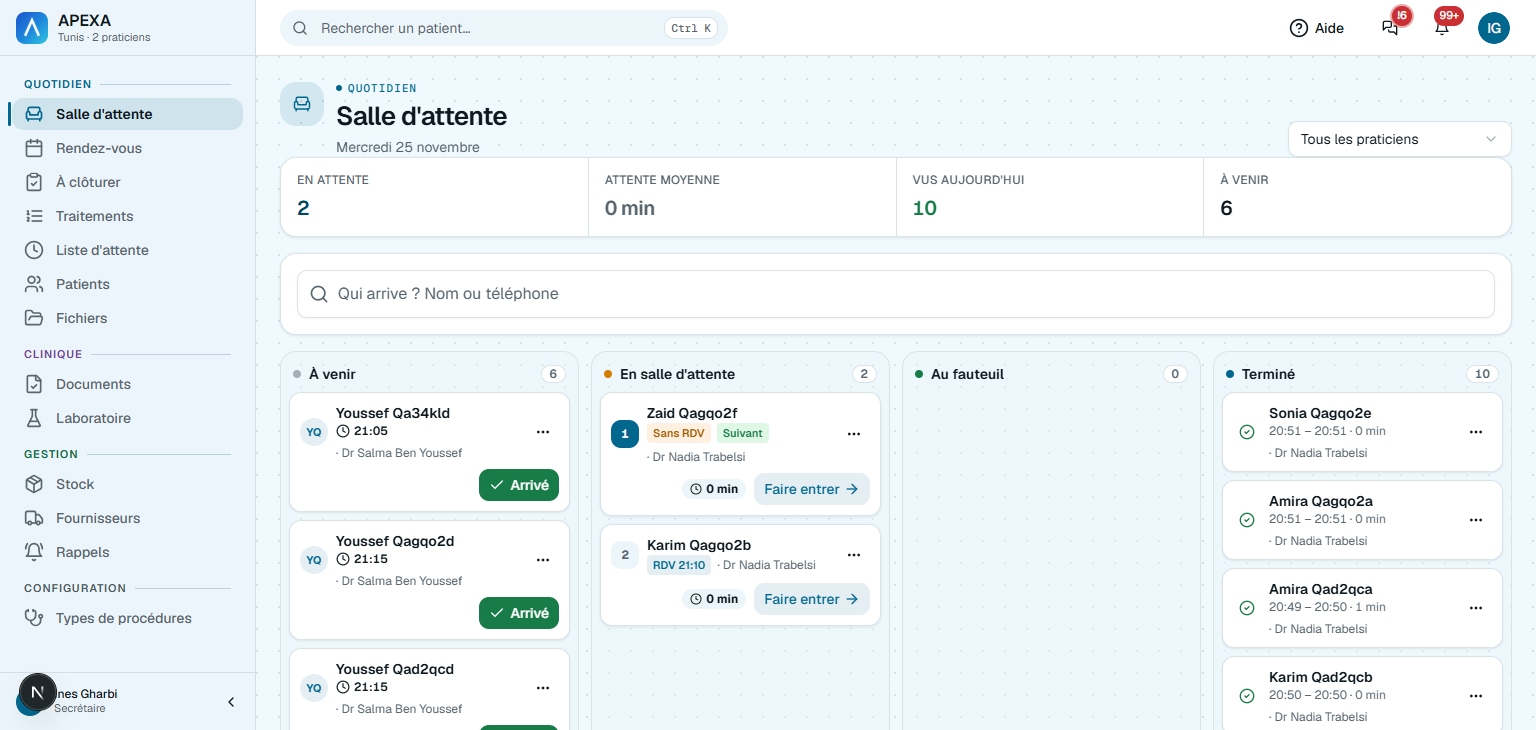 APEXA
Tunis · 2 praticiens
Rechercher un patient…
Ctrl K
Aide
99+
IG
QUOTIDIEN
Salle d'attente
Rendez-vous
À clôturer
Traitements
Liste d'attente
Patients
Fichiers
CLINIQUE
Documents
Laboratoire
GESTION
Stock
Fournisseurs
Rappels
CONFIGURATION
Types de procédures
N
nes Gharbi
Secrétaire
QUOTIDIEN
Salle d'attente
Mercredi 25 novembre
Tous les praticiens
EN ATTENTE
2
ATTENTE MOYENNE
0 min
VUS AUJOURD'HUI
10
À VENIR
6
Qui arrive ? Nom ou téléphone
À venir
6
YQ
Youssef Qa34kld
21:05
· Dr Salma Ben Youssef
Arrivé
YQ
Youssef Qagqo2d
21:15
· Dr Salma Ben Youssef
Arrivé
YQ
Youssef Qad2qcd
21:15
· Dr Salma Ben Youssef
En salle d'attente
2
1
Zaid Qagqo2f
Sans RDV
Suivant
· Dr Nadia Trabelsi
0 min
Faire entrer
2
Karim Qagqo2b
RDV 21:10 · Dr Nadia Trabelsi
0 min
Faire entrer
Au fauteuil
0
Terminé
10
Sonia Qagqo2e
20:51 – 20:51 · 0 min
· Dr Nadia Trabelsi
Amira Qagqo2a
20:51 – 20:51 · 0 min
· Dr Nadia Trabelsi
Amira Qad2qca
20:49 – 20:50 · 1 min
· Dr Nadia Trabelsi
Karim Qad2qcb
20:50 – 20:50 · 0 min
· Dr Nadia Trabelsi